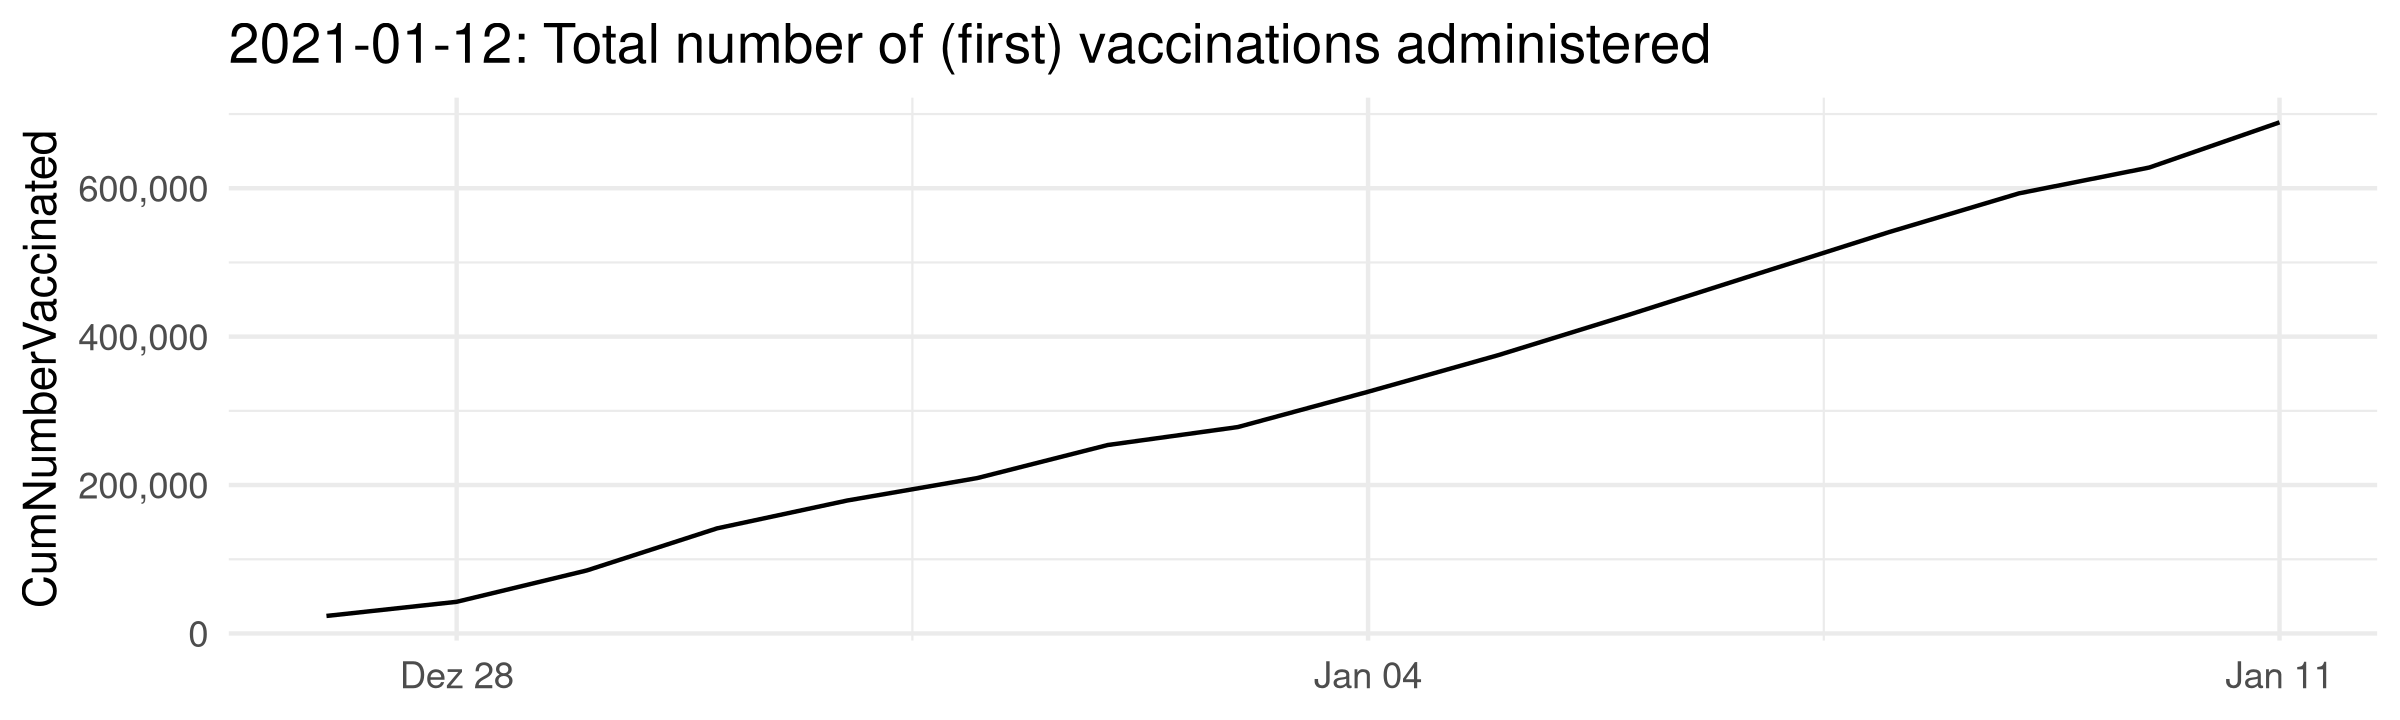 2021-01-12: Total number of (first) vaccinations administered
CumNumberVaccinated
600,000
400,000
200,000
0
Dez 28
Jan 04
Jan 11